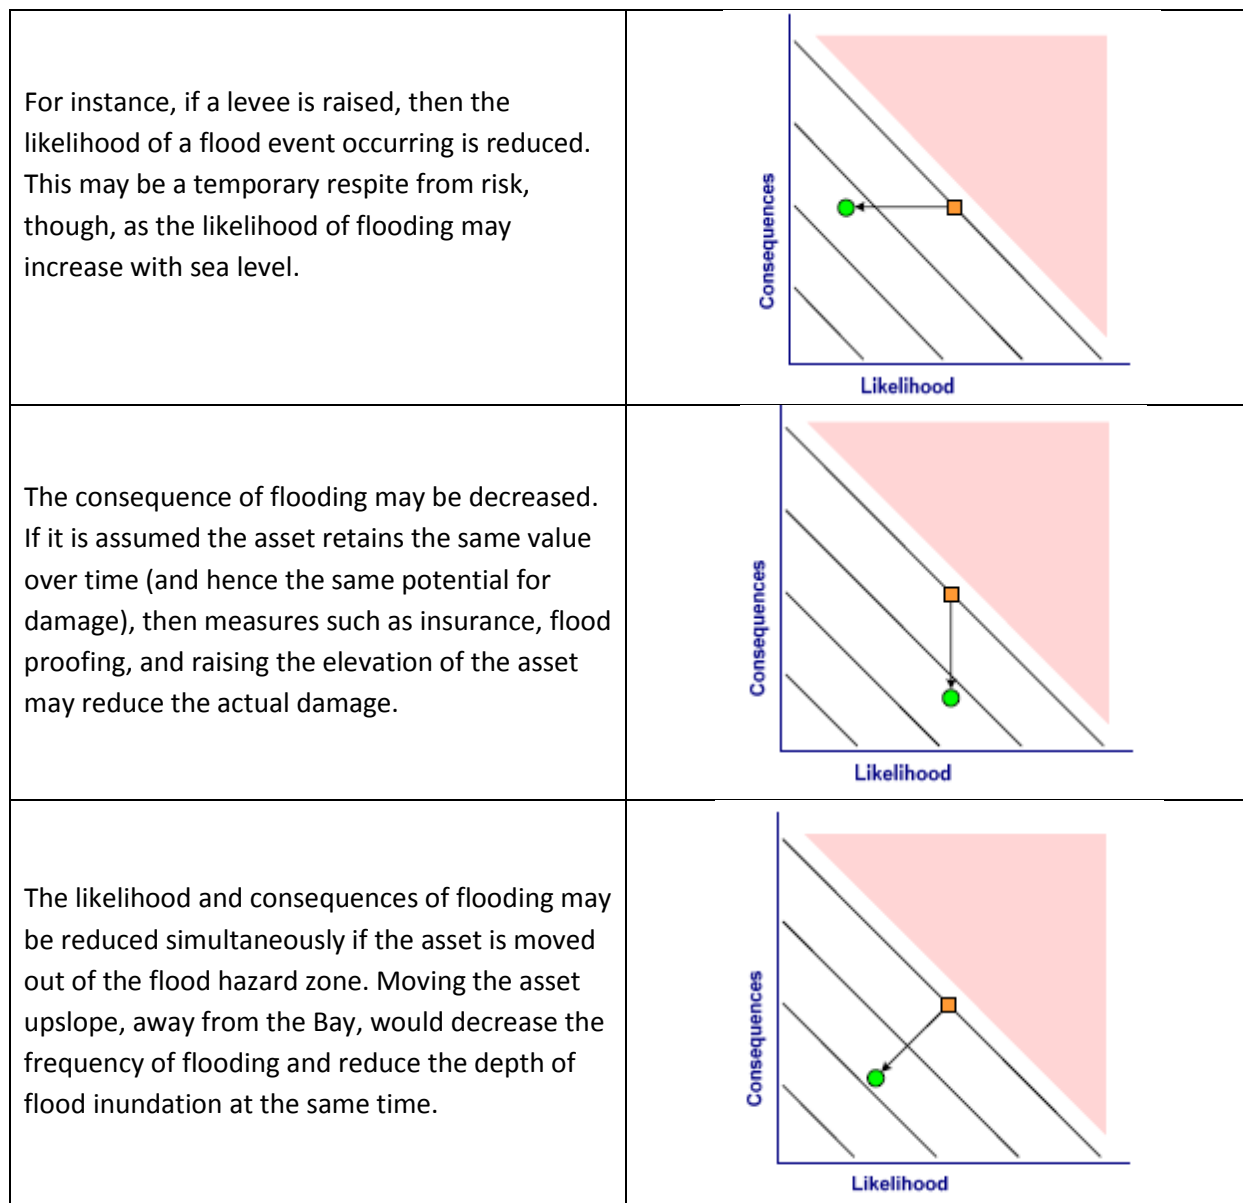 For instance, if a levee is raised, then the
likelihood of a flood event occurring is reduced.
This may be a temporary respite from risk,
though, as the likelihood of flooding may
increase with sea level.
Consequences
Likelihood
The consequence of flooding may be decreased.
If it is assumed the asset retains the same value
over time (and hence the same potential for
damage), then measures such as insurance, flood
proofing, and raising the elevation of the asset
may reduce the actual damage.
Consequences
Likelihood
The likelihood and consequences of flooding may
be reduced simultaneously if the asset is moved
out of the flood hazard zone. Moving the asset
upslope, away from the Bay, would decrease the
frequency of flooding and reduce the depth of
flood inundation at the same time.
Consequences
Likelihood